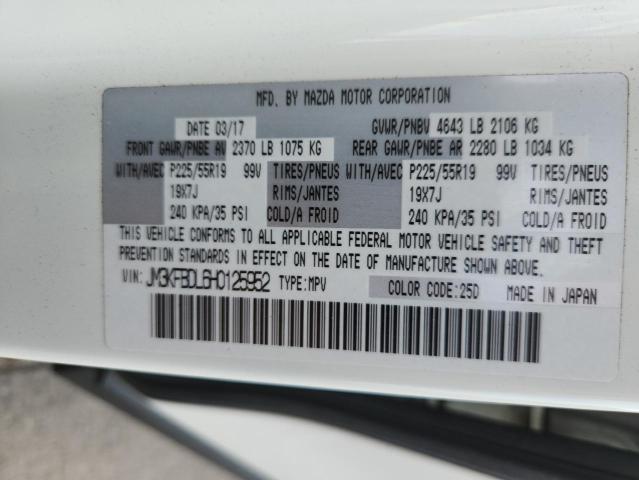 MFD. BY MAZDA MOTOR CORPORATION
DATE 03/17 GVWR/PNBV 4643 LB 2106 KG
FRONT GAWR/PNBE AV 2370 LB 1075 KG REAR GAWR/PNBE AR 2280 LB 1034 KG
WITH/AVEC P225/55R19 99V TIRES/PNEUS WITH/AVEC P225/55R19 99V TIRES/PNEUS
19X7J RIMS/JANTES 19X7J RIMS/JANTES
240 KPA/35 PSI COLD/A FROID 240 KPA/35 PSI COLD/A FROID
THIS VEHICLE CONFORMS TO ALL APPLICABLE FEDERAL MOTOR VEHICLE SAFETY AND THEFT
PREVENTION STANDARDS IN EFFECT ON THE DATE OF MANUFACTURE SHOWN ABOVE.
VIN: JM3KFBDL6H0125952 TYPE:MPV COLOR CODE:25D MADE IN JAPAN